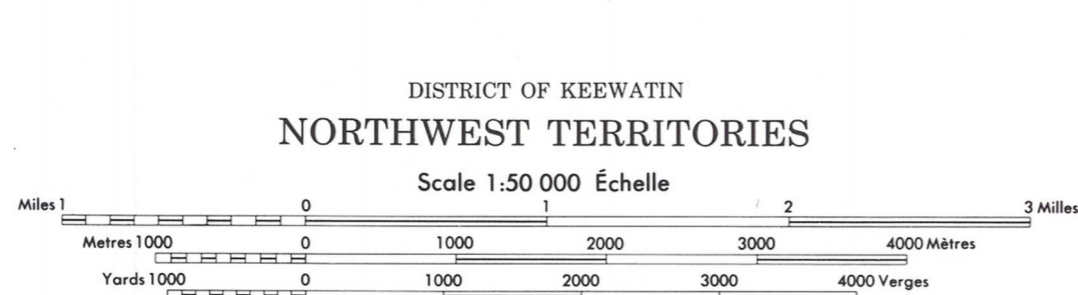 DISTRICT OF KEEWATIN
NORTHWEST TERRITORIES
Scale 1:50 000 Échelle
Miles 1 0 1 2 3 Milles
Metres 1000 0 1000 2000 3000 4000 Mètres
Yards 1000 0 1000 2000 3000 4000 Verges